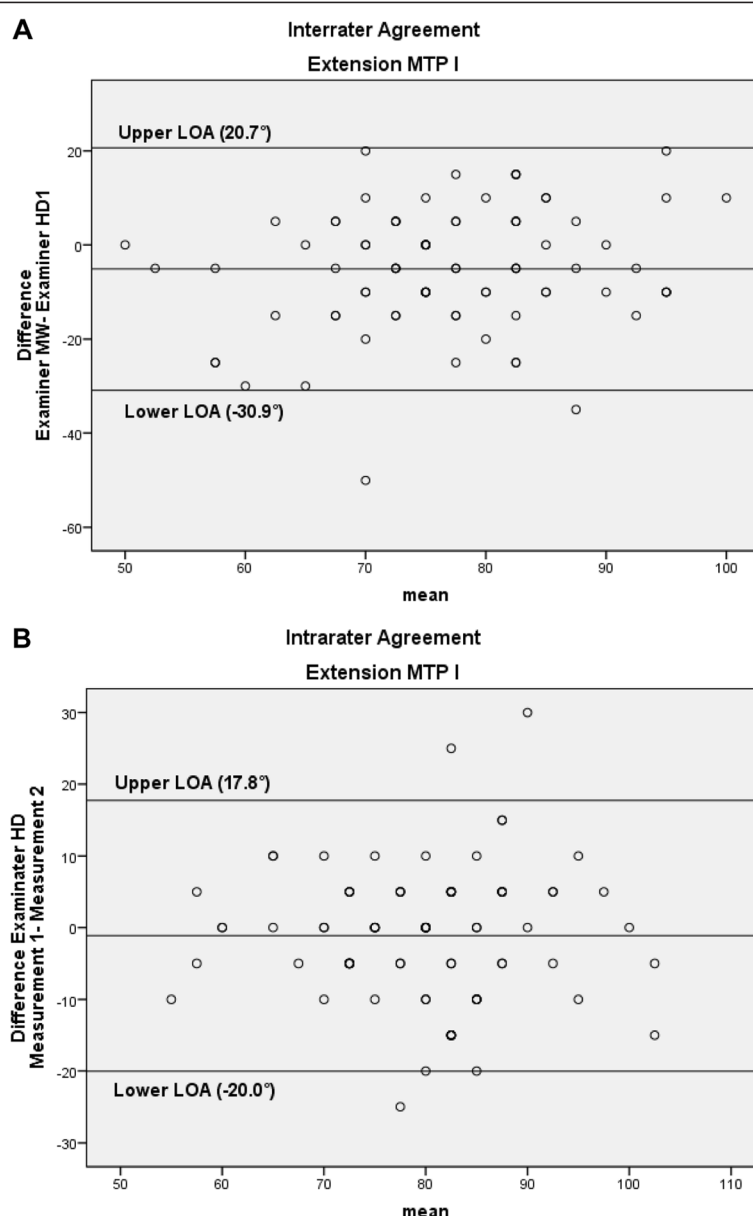 A
Interrater Agreement
Extension MTP I
Upper LOA (20.7°)
Lower LOA (-30.9°)
Difference
Examiner MW- Examiner HD1
20
0
-20
-40
-60
50 60 70 80 90 100
mean
B
Intrarater Agreement
Extension MTP I
Upper LOA (17.8°)
Lower LOA (-20.0°)
Difference Examinater HD
Measurement 1- Measurement 2
30
20
10
0
-10
-20
-30
50 60 70 80 90 100 110
mean